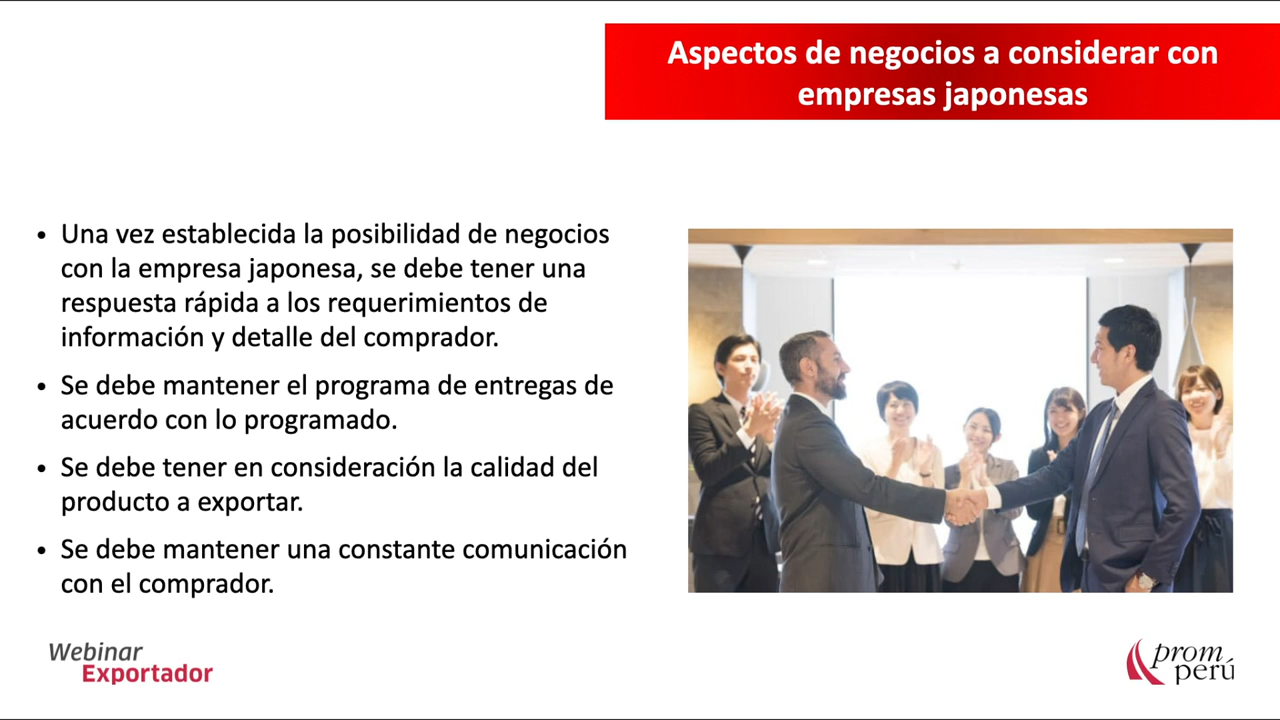 Aspectos de negocios a considerar con
empresas japonesas
• Una vez establecida la posibilidad de negocios
con la empresa japonesa, se debe tener una
respuesta rápida a los requerimientos de
información y detalle del comprador.
• Se debe mantener el programa de entregas de
acuerdo con lo programado.
• Se debe tener en consideración la calidad del
producto a exportar.
• Se debe mantener una constante comunicación
con el comprador.
Webinar
Exportador
prom
perú